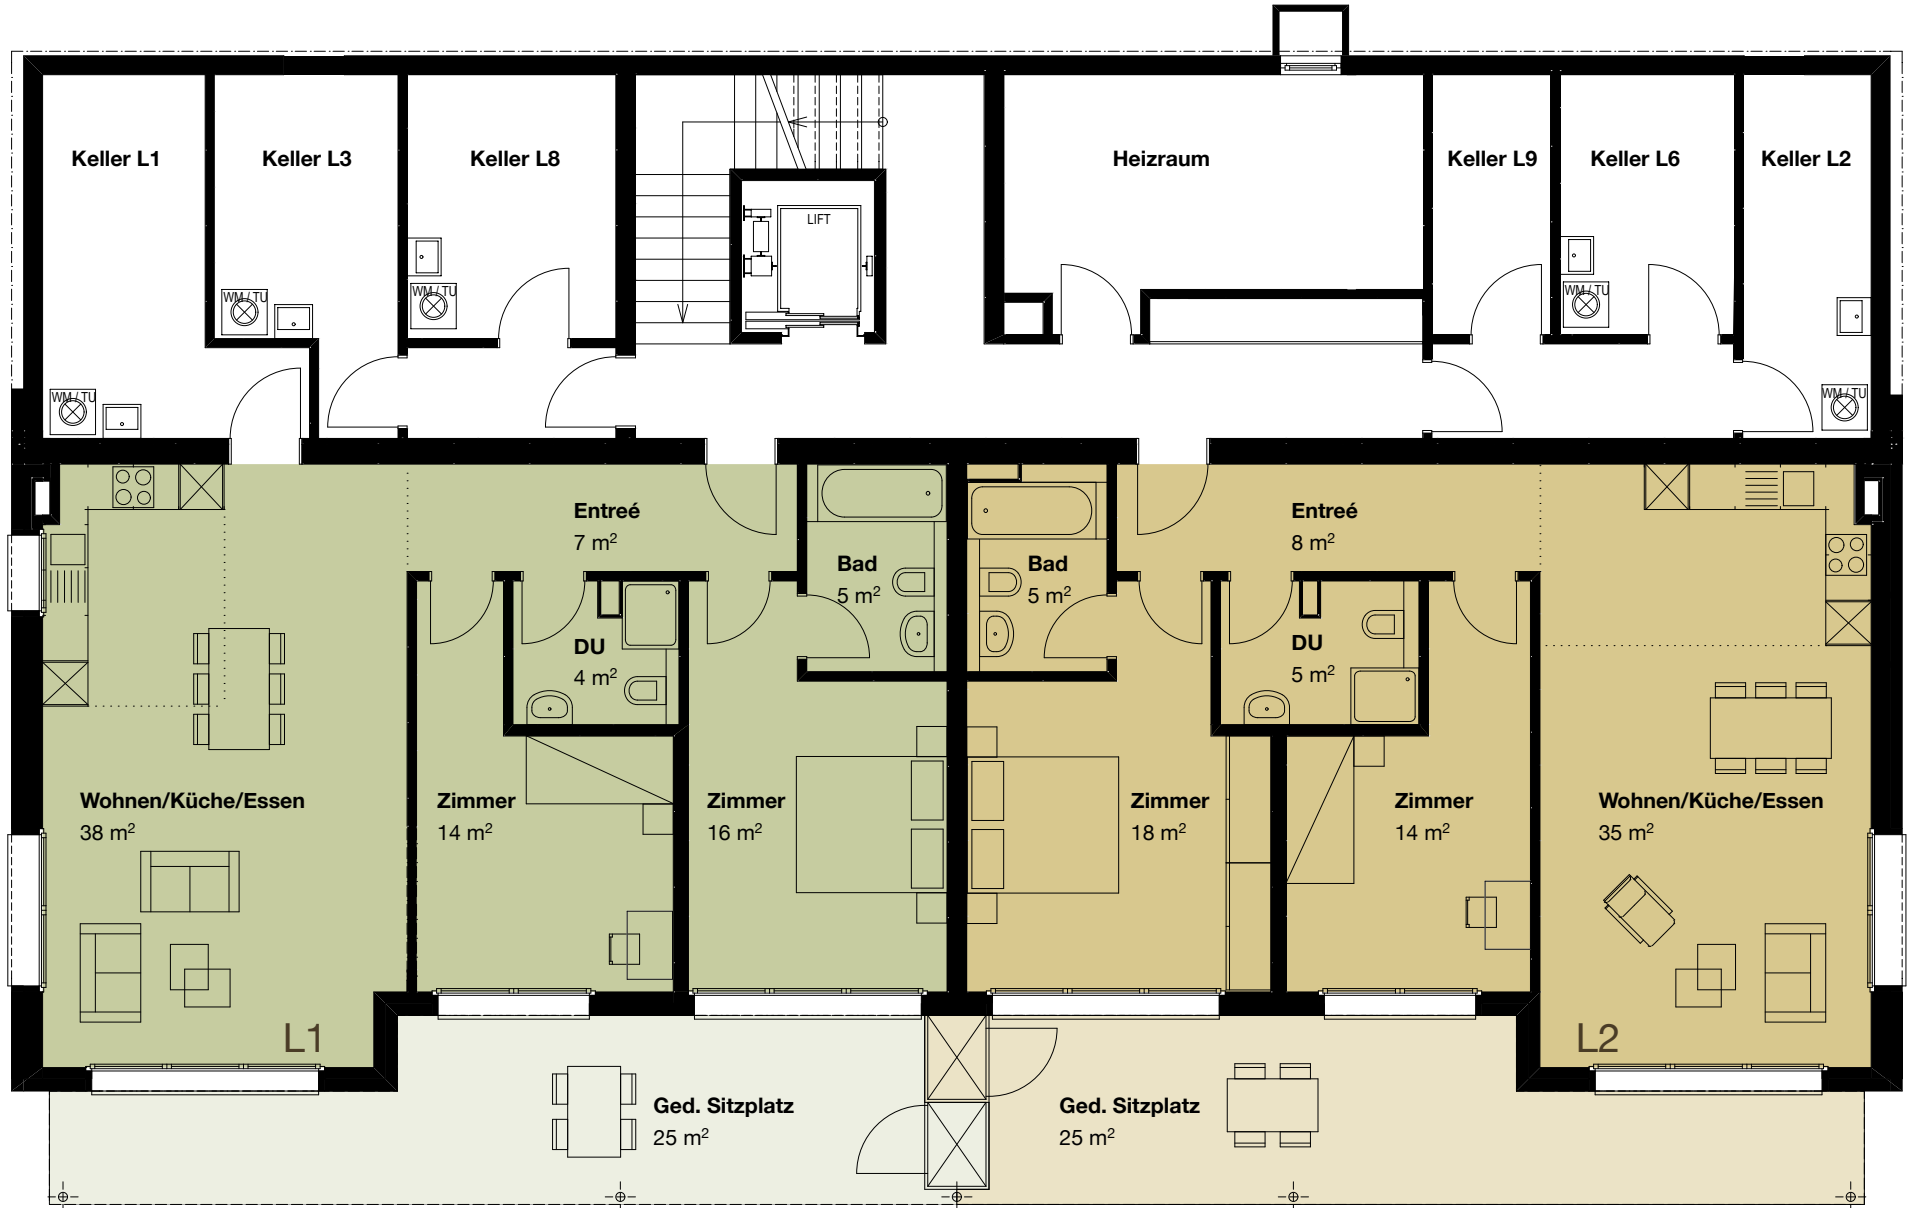 Keller L1
Keller L3
Keller L8
Heizraum
Keller L9
Keller L6
Keller L2
LIFT
WM / TU
WM / TU
WM / TU
WM / TU
WM / TU
Entreé
7 m²
Bad
5 m²
Bad
5 m²
Entreé
8 m²
DU
4 m²
DU
5 m²
Wohnen/Küche/Essen
38 m²
Zimmer
14 m²
Zimmer
16 m²
Zimmer
18 m²
Zimmer
14 m²
Wohnen/Küche/Essen
35 m²
L1
L2
Ged. Sitzplatz
25 m²
Ged. Sitzplatz
25 m²